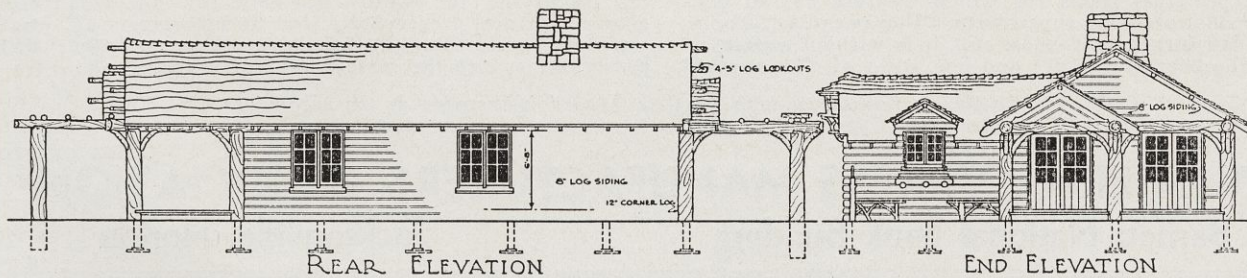 4-5" LOG LOOKOUTS
6'-8"
8" LOG SIDING
12" CORNER LOG
REAR ELEVATION
8" LOG SIDING
END ELEVATION